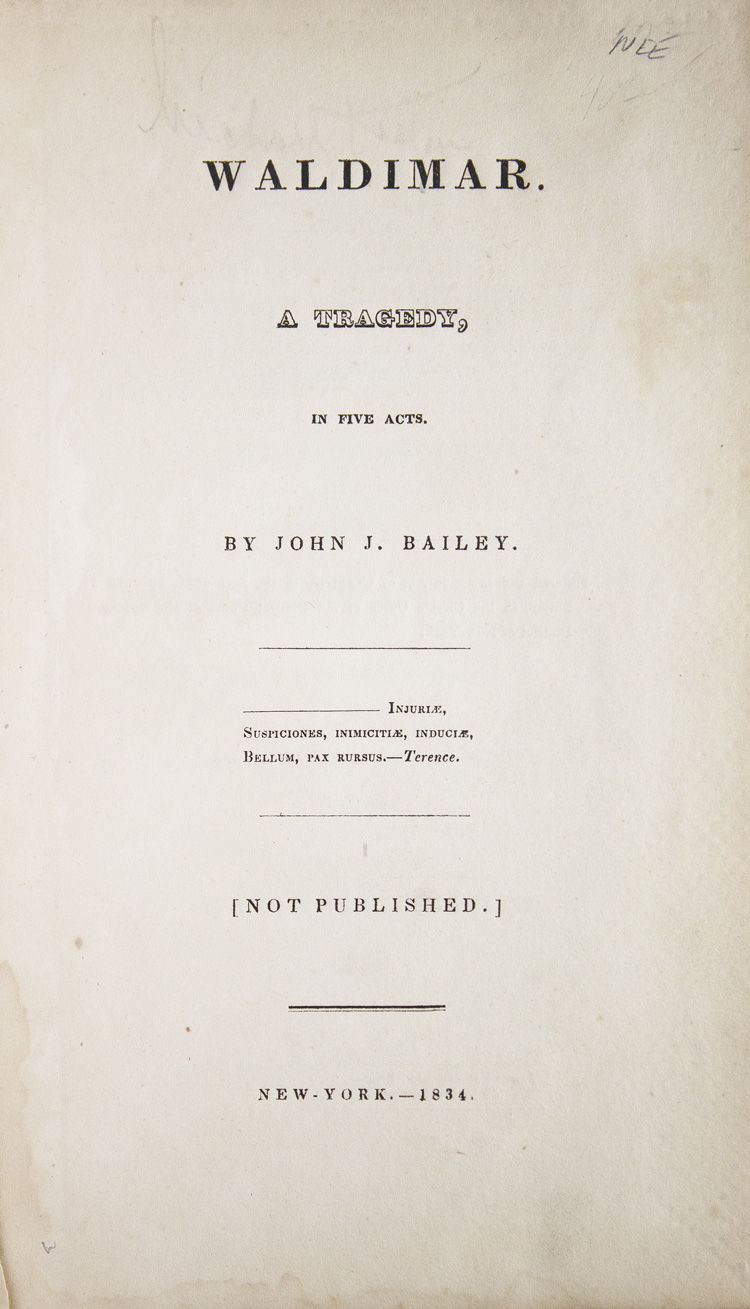 WALDIMAR.
A TRAGEDY,
IN FIVE ACTS.
BY JOHN J. BAILEY.
———— INJURIÆ,
SUSPICIONES, INIMICITIÆ, INDUCIÆ,
BELLUM, PAX RURSUS.—Terence.
[NOT PUBLISHED.]
NEW-YORK.—1834.